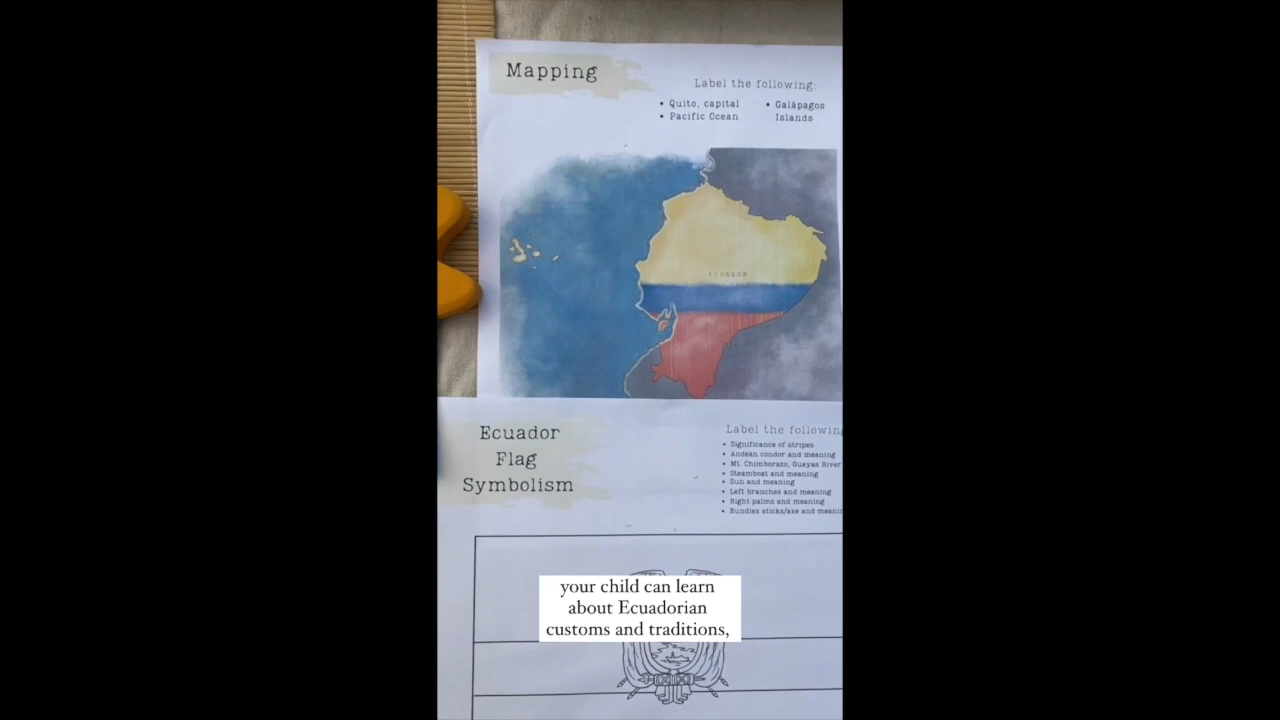 Mapping
Label the following:
• Quito, capital
• Pacific Ocean
• Galápagos
Islands
ECUADOR
Ecuador
Flag
Symbolism
Label the following
• Significance of stripes
• Andean condor and meaning
• Mt. Chimborazo, Guayas River
• Steamboat and meaning
• Sun and meaning
• Left branches and meaning
• Right palms and meaning
• Bundles sticks/axe and meanin
your child can learn
about Ecuadorian
customs and traditions,